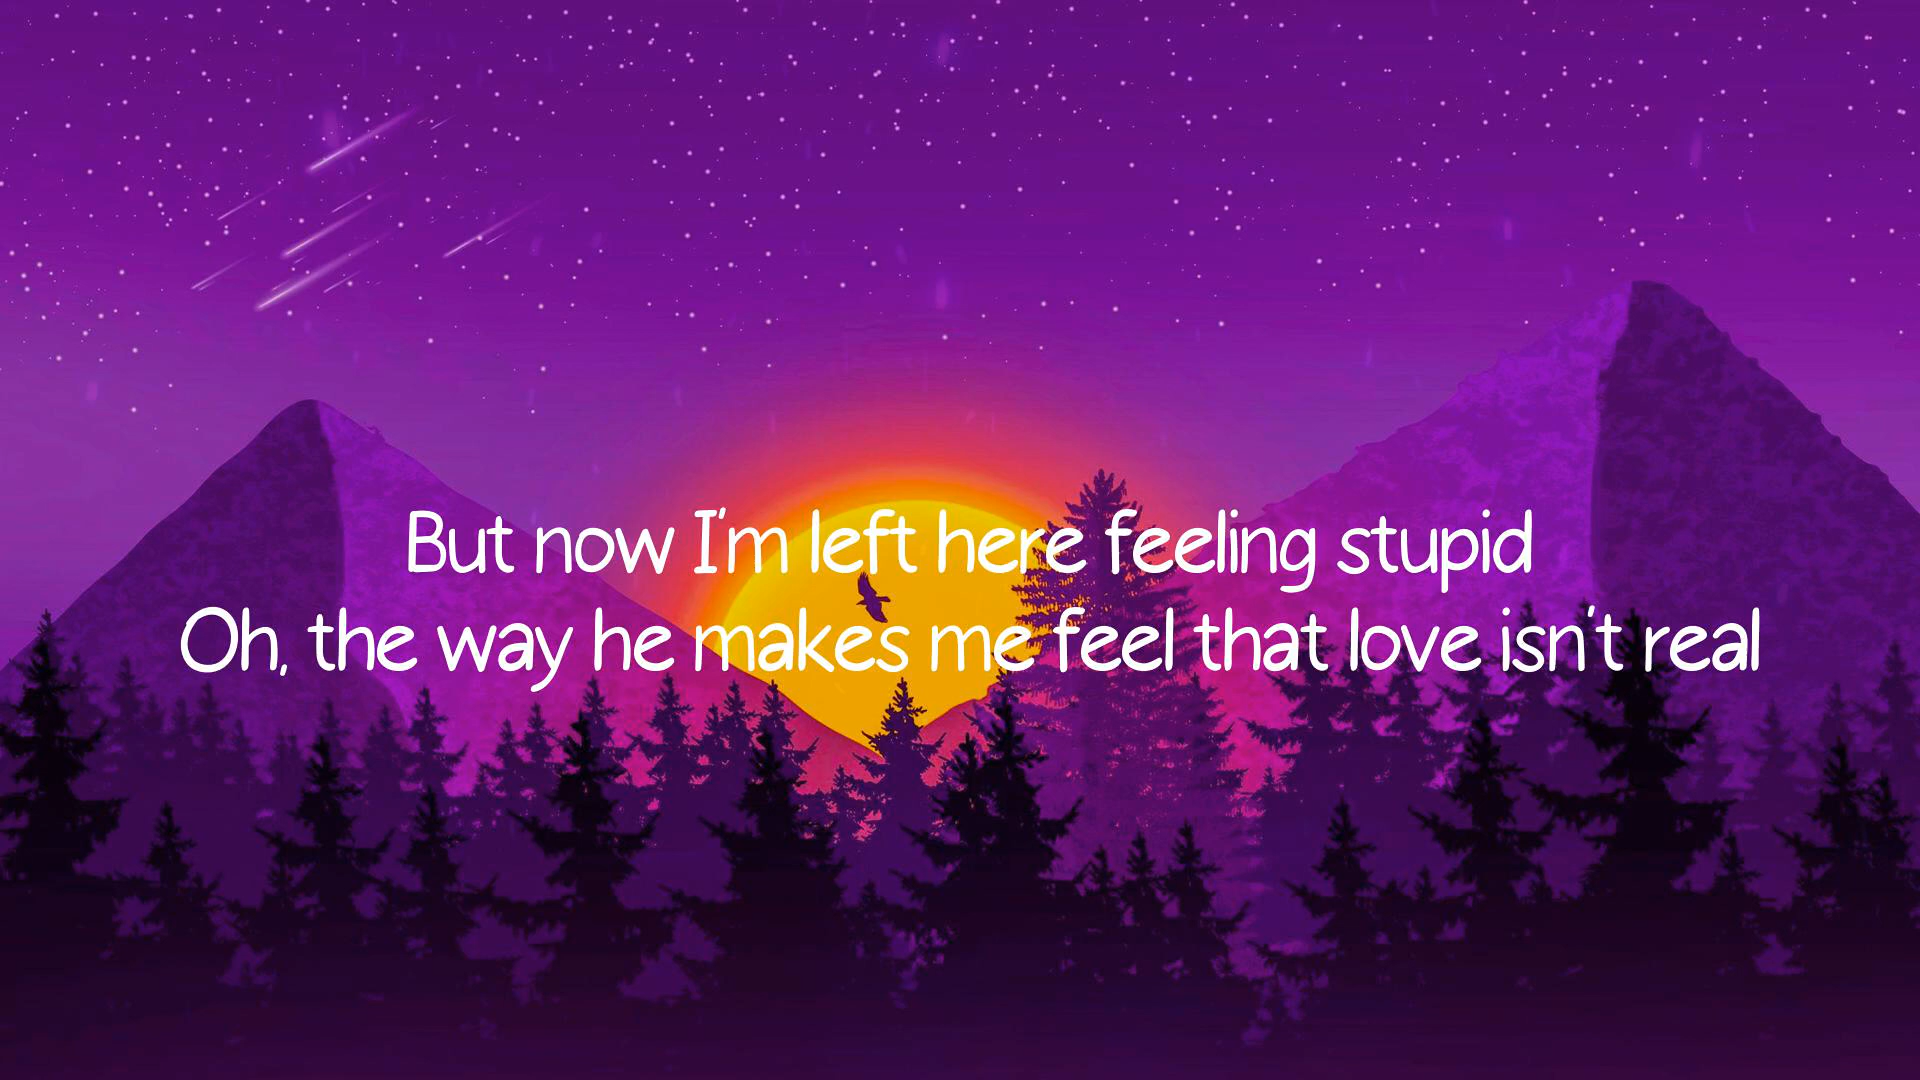 But now I'm left here feeling stupid
Oh, the way he makes me feel that love isn't real